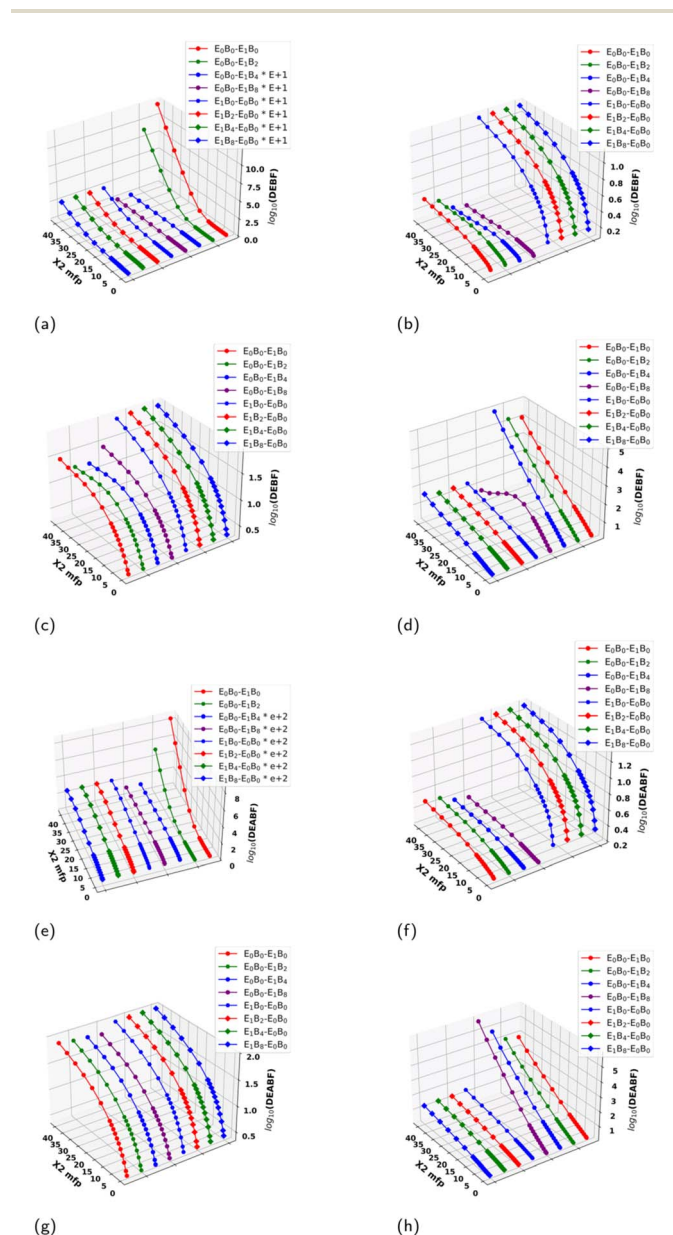 E₀B₀-E₁B₀
E₀B₀-E₁B₂
E₀B₀-E₁B₄ * E+1
E₀B₀-E₁B₈ * E+1
E₁B₀-E₀B₀ * E+1
E₁B₂-E₀B₀ * E+1
E₁B₄-E₀B₀ * E+1
E₁B₈-E₀B₀ * E+1
10.0
7.5
5.0
2.5
0.0
log₁₀(DEBF)
40
35
30
25
20
15
10
5
0
X2 mfp
(a)
E₀B₀-E₁B₀
E₀B₀-E₁B₂
E₀B₀-E₁B₄
E₀B₀-E₁B₈
E₁B₀-E₀B₀
E₁B₂-E₀B₀
E₁B₄-E₀B₀
E₁B₈-E₀B₀
1.0
0.8
0.6
0.4
0.2
log₁₀(DEBF)
40
35
30
25
20
15
10
5
0
X2 mfp
(b)
E₀B₀-E₁B₀
E₀B₀-E₁B₂
E₀B₀-E₁B₄
E₀B₀-E₁B₈
E₁B₀-E₀B₀
E₁B₂-E₀B₀
E₁B₄-E₀B₀
E₁B₈-E₀B₀
1.5
1.0
0.5
log₁₀(DEBF)
40
35
30
25
20
15
10
5
0
X2 mfp
(c)
E₀B₀-E₁B₀
E₀B₀-E₁B₂
E₀B₀-E₁B₄
E₀B₀-E₁B₈
E₁B₀-E₀B₀
E₁B₂-E₀B₀
E₁B₄-E₀B₀
E₁B₈-E₀B₀
5
4
3
2
1
log₁₀(DEBF)
40
35
30
25
20
15
10
5
0
X2 mfp
(d)
E₀B₀-E₁B₀
E₀B₀-E₁B₂
E₀B₀-E₁B₄ * e+2
E₀B₀-E₁B₈ * e+2
E₁B₀-E₀B₀ * e+2
E₁B₂-E₀B₀ * e+2
E₁B₄-E₀B₀ * e+2
E₁B₈-E₀B₀ * e+2
8
6
4
2
0
log₁₀(DEABF)
40
35
30
25
20
15
10
5
0
X2 mfp
(e)
E₀B₀-E₁B₀
E₀B₀-E₁B₂
E₀B₀-E₁B₄
E₀B₀-E₁B₈
E₁B₀-E₀B₀
E₁B₂-E₀B₀
E₁B₄-E₀B₀
E₁B₈-E₀B₀
1.2
1.0
0.8
0.6
0.4
0.2
log₁₀(DEABF)
40
35
30
25
20
15
10
5
0
X2 mfp
(f)
E₀B₀-E₁B₀
E₀B₀-E₁B₂
E₀B₀-E₁B₄
E₀B₀-E₁B₈
E₁B₀-E₀B₀
E₁B₂-E₀B₀
E₁B₄-E₀B₀
E₁B₈-E₀B₀
2.0
1.5
1.0
0.5
log₁₀(DEABF)
40
35
30
25
20
15
10
5
0
X2 mfp
(g)
E₀B₀-E₁B₀
E₀B₀-E₁B₂
E₀B₀-E₁B₄
E₀B₀-E₁B₈
E₁B₀-E₀B₀
E₁B₂-E₀B₀
E₁B₄-E₀B₀
E₁B₈-E₀B₀
5
4
3
2
1
log₁₀(DEABF)
40
35
30
25
20
15
10
5
0
X2 mfp
(h)